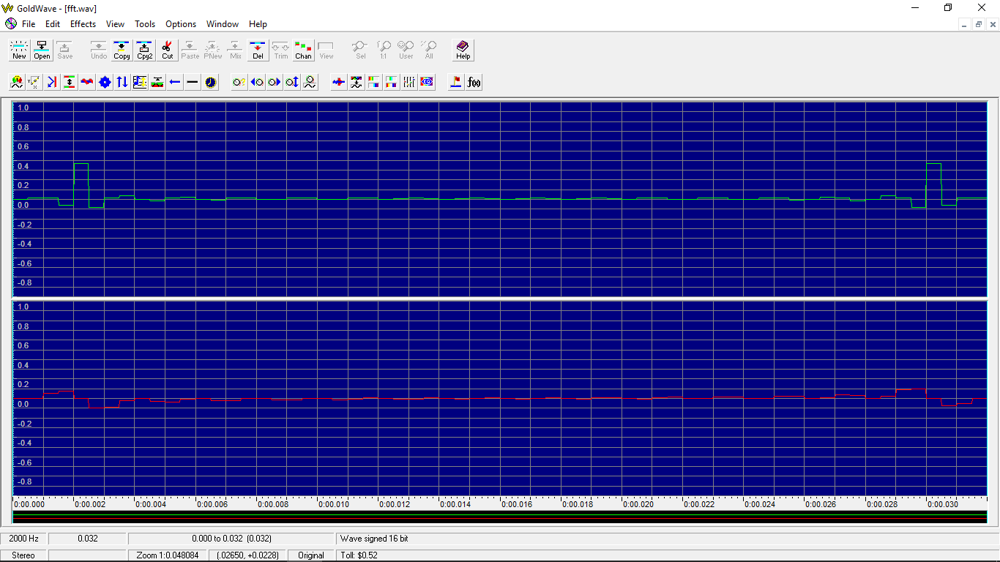 GoldWave - [fft.wav]
File Edit Effects View Tools Options Window Help
New Open Save Undo Copy Cpy2 Cut Paste PNew Mix Del Trim Chan View Sel 1:1 User All Help
EQ f(x)
1.0
0.8
0.6
0.4
0.2
0.0
-0.2
-0.4
-0.6
-0.8
1.0
0.8
0.6
0.4
0.2
0.0
-0.2
-0.4
-0.6
-0.8
0:00.000 0:00.002 0:00.004 0:00.006 0:00.008 0:00.010 0:00.012 0:00.014 0:00.016 0:00.018 0:00.020 0:00.022 0:00.024 0:00.026 0:00.028 0:00.030
2000 Hz 0.032 0.000 to 0.032 (0.032) Wave signed 16 bit
Stereo Zoom 1:0.048084 (.02650, +0.0228) Original Toll: $0.52